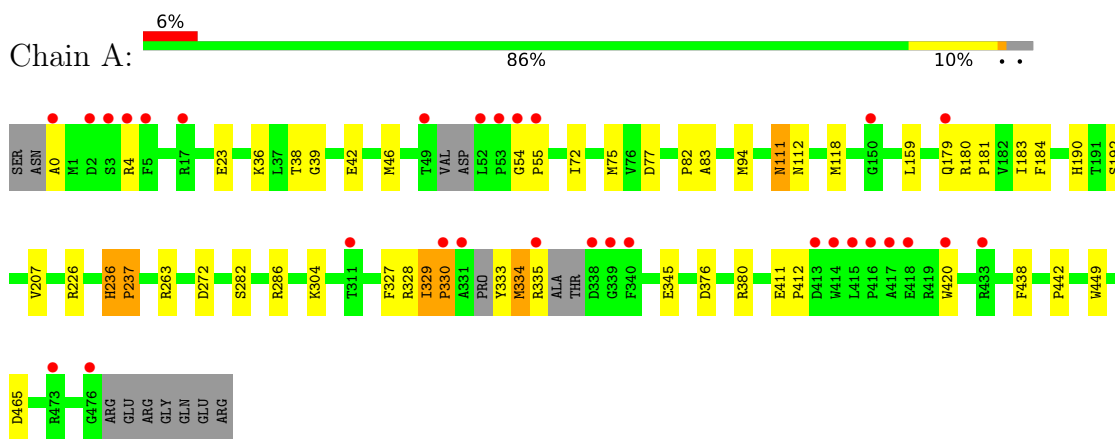 6%
Chain A:
86%
10%
• •
SER ASN A0 M1 D2 S3 R4 F5 R17 E23 K36 L37 T38 G39 E42 M46 T49 VAL ASP L52 P53 G54 P55 I72 M75 V76 D77 P82 A83 M94 N111 N112 M118 G150 L159 Q179 R180 P181 V182 I183 F184 H190 T191 S192
V207 R226 H236 P237 R263 D272 S282 R286 K304 T311 F327 R328 I329 P330 A331 PRO Y333 M334 R335 ALA THR D338 G339 F340 E345 D376 R380 E411 P412 D413 W414 L415 P416 A417 E418 R419 W420 R433 F438 P442 W449
D465 R473 G476 ARG GLU ARG GLY GLN GLU ARG